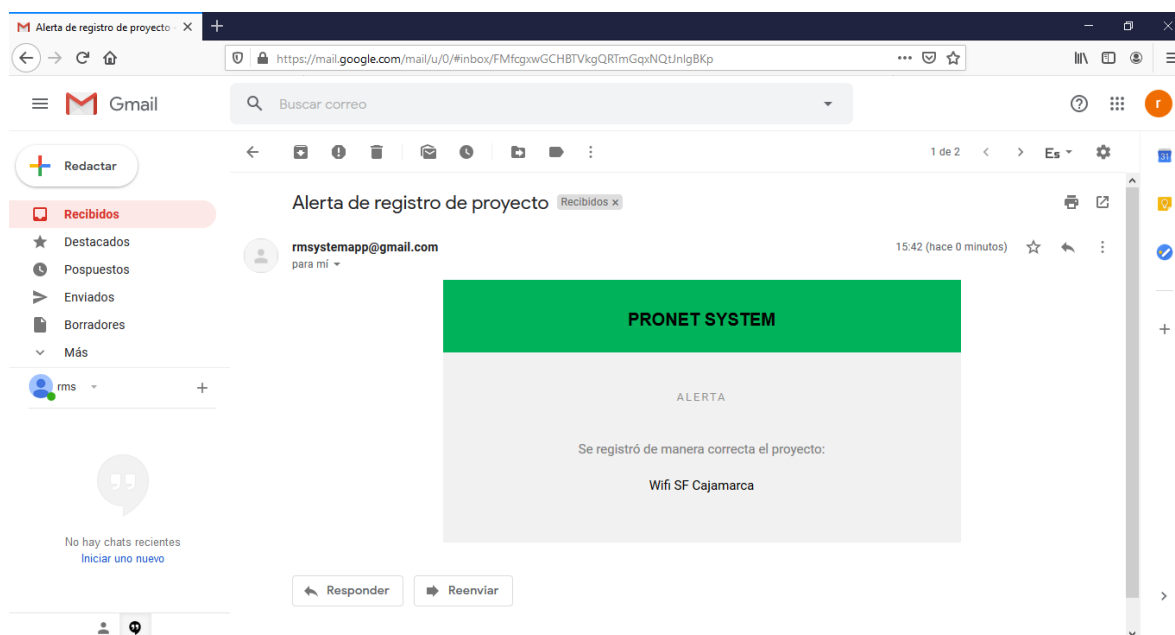 Alerta de registro de proyecto -
https://mail.google.com/mail/u/0/#inbox/FMfcgxwGCHBTVkgQRTmGqxNQtJnlgBKp
Gmail
Buscar correo
r
Redactar
1 de 2
Es
31
Alerta de registro de proyecto Recibidos x
Recibidos
Destacados
Pospuestos
Enviados
Borradores
Más
rmsystemapp@gmail.com
15:42 (hace 0 minutos)
para mí
PRONET SYSTEM
ALERTA
Se registró de manera correcta el proyecto:
Wifi SF Cajamarca
rms
No hay chats recientes
Iniciar uno nuevo
Responder
Reenviar